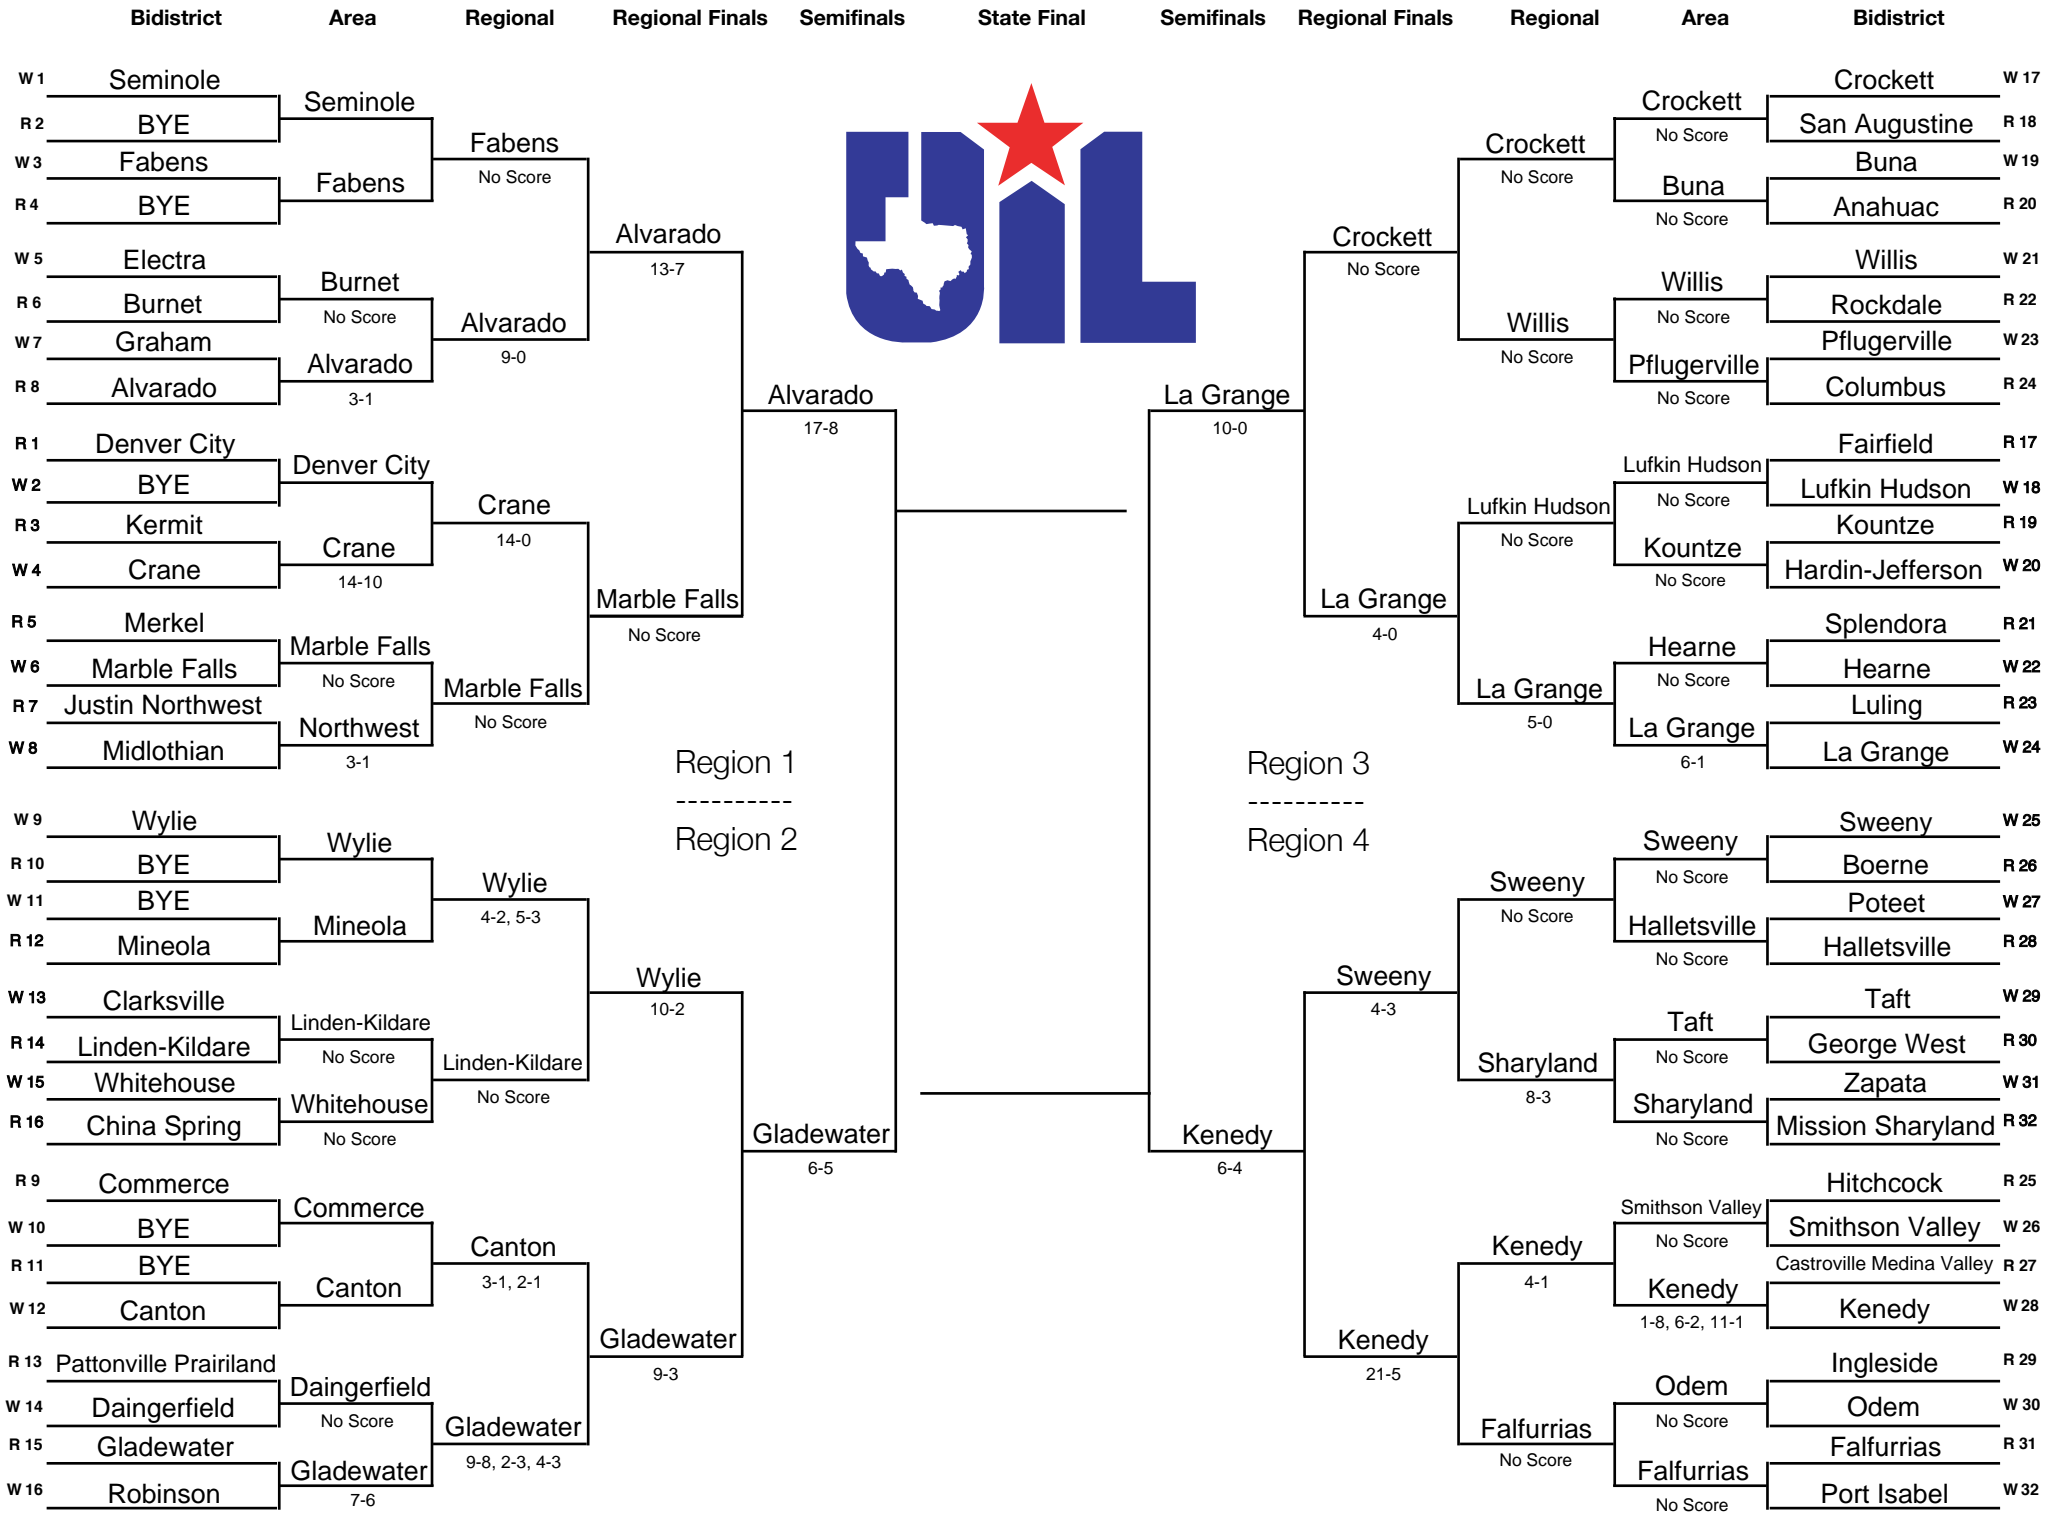 Bidistrict Area Regional Regional Finals Semifinals State Final Semifinals Regional Finals Regional Area Bidistrict
W 1 Seminole
R 2 BYE
W 3 Fabens
R 4 BYE
W 5 Electra
R 6 Burnet
W 7 Graham
R 8 Alvarado
R 1 Denver City
W 2 BYE
R 3 Kermit
W 4 Crane
R 5 Merkel
W 6 Marble Falls
R 7 Justin Northwest
W 8 Midlothian
W 9 Wylie
R 10 BYE
W 11 BYE
R 12 Mineola
W 13 Clarksville
R 14 Linden-Kildare
W 15 Whitehouse
R 16 China Spring
R 9 Commerce
W 10 BYE
R 11 BYE
W 12 Canton
R 13 Pattonville Prairiland
W 14 Daingerfield
R 15 Gladewater
W 16 Robinson
Seminole
Fabens
Burnet
No Score
Alvarado
3-1
Denver City
Crane
14-10
Marble Falls
No Score
Northwest
3-1
Wylie
Mineola
Linden-Kildare
No Score
Whitehouse
No Score
Commerce
Canton
Daingerfield
No Score
Gladewater
7-6
Fabens
No Score
Alvarado
9-0
Crane
14-0
Marble Falls
No Score
Wylie
4-2, 5-3
Linden-Kildare
No Score
Canton
3-1, 2-1
Gladewater
9-8, 2-3, 4-3
Alvarado
13-7
Marble Falls
No Score
Region 1
----------
Region 2
Wylie
10-2
Gladewater
9-3
Alvarado
17-8
Gladewater
6-5
UIL
La Grange
10-0
Kenedy
6-4
Crockett
No Score
La Grange
4-0
Region 3
----------
Region 4
Sweeny
4-3
Kenedy
21-5
Crockett
No Score
Willis
No Score
Lufkin Hudson
No Score
La Grange
5-0
Sweeny
No Score
Sharyland
8-3
Kenedy
4-1
Falfurrias
No Score
Crockett
No Score
Buna
No Score
Willis
No Score
Pflugerville
No Score
Lufkin Hudson
No Score
Kountze
No Score
Hearne
No Score
La Grange
6-1
Sweeny
No Score
Halletsville
No Score
Taft
No Score
Sharyland
No Score
Smithson Valley
No Score
Kenedy
1-8, 6-2, 11-1
Odem
No Score
Falfurrias
No Score
Crockett W 17
San Augustine R 18
Buna W 19
Anahuac R 20
Willis W 21
Rockdale R 22
Pflugerville W 23
Columbus R 24
Fairfield R 17
Lufkin Hudson W 18
Kountze R 19
Hardin-Jefferson W 20
Splendora R 21
Hearne W 22
Luling R 23
La Grange W 24
Sweeny W 25
Boerne R 26
Poteet W 27
Halletsville R 28
Taft W 29
George West R 30
Zapata W 31
Mission Sharyland R 32
Hitchcock R 25
Smithson Valley W 26
Castroville Medina Valley R 27
Kenedy W 28
Ingleside R 29
Odem W 30
Falfurrias R 31
Port Isabel W 32